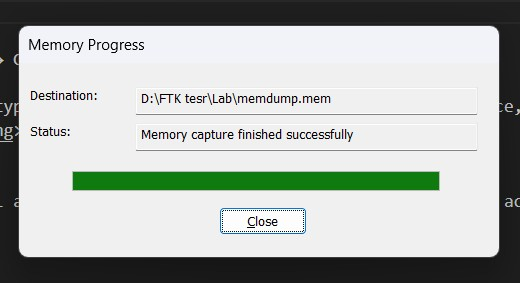 Memory Progress
Destination:
D:\FTK tesr\Lab\memdump.mem
Status:
Memory capture finished successfully
Close